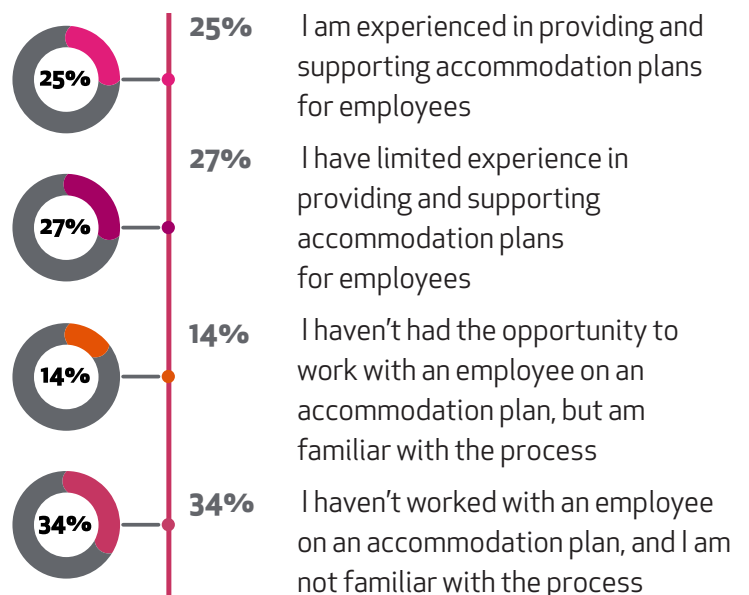 25%
25% I am experienced in providing and
supporting accommodation plans
for employees
27%
27% I have limited experience in
providing and supporting
accommodation plans
for employees
14%
14% I haven’t had the opportunity to
work with an employee on an
accommodation plan, but am
familiar with the process
34%
34% I haven’t worked with an employee
on an accommodation plan, and I am
not familiar with the process